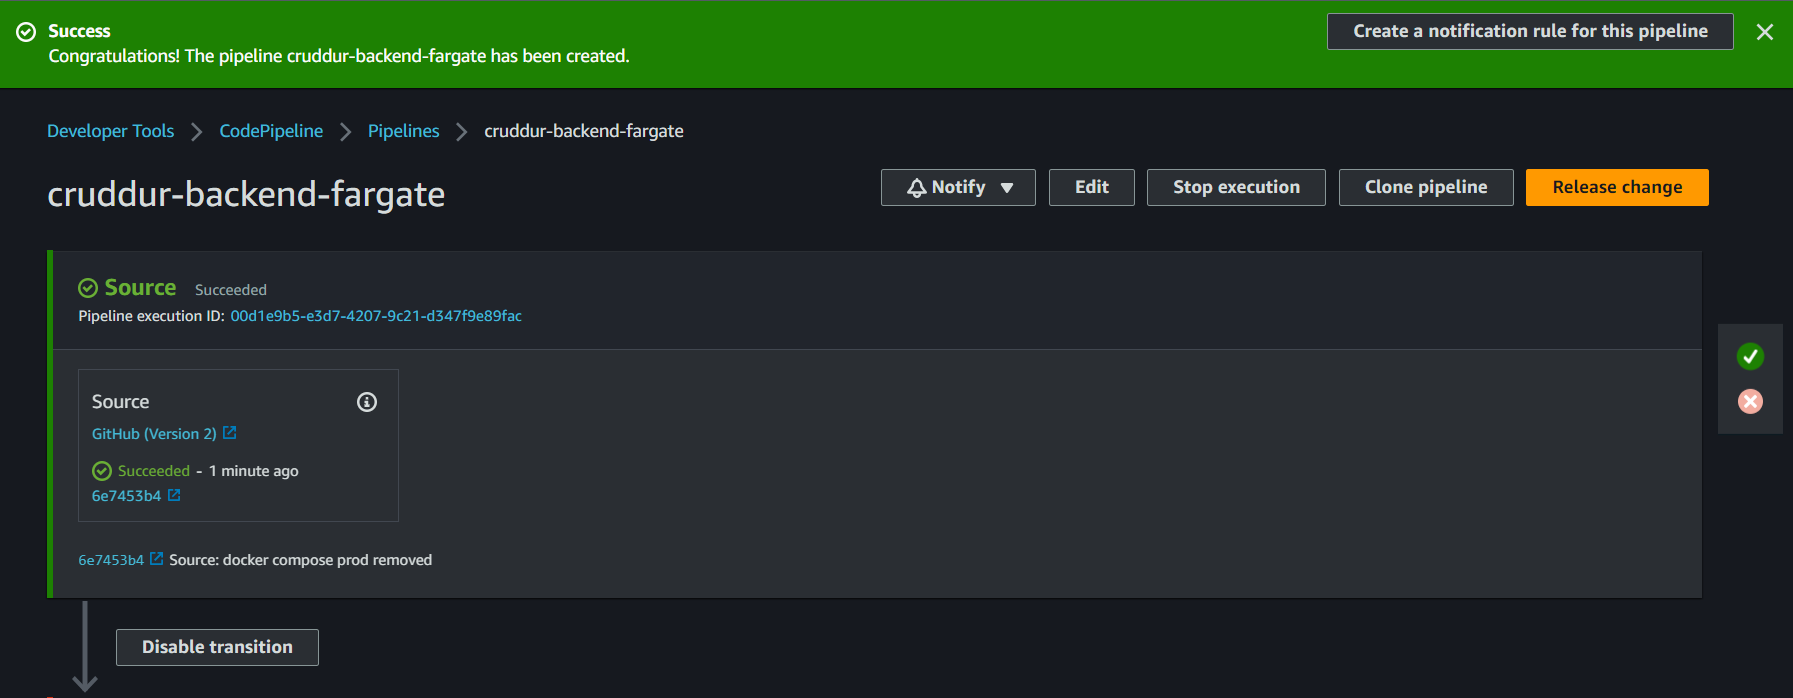 Success
Congratulations! The pipeline cruddur-backend-fargate has been created.
Create a notification rule for this pipeline
Developer Tools
CodePipeline
Pipelines
cruddur-backend-fargate
cruddur-backend-fargate
Notify
Edit
Stop execution
Clone pipeline
Release change
Source Succeeded
Pipeline execution ID: 00d1e9b5-e3d7-4207-9c21-d347f9e89fac
Source
GitHub (Version 2)
Succeeded - 1 minute ago
6e7453b4
6e7453b4 Source: docker compose prod removed
Disable transition